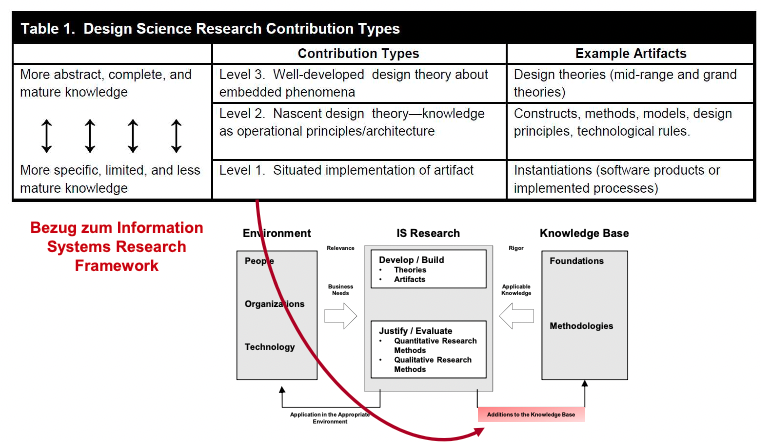 Table 1. Design Science Research Contribution Types
Contribution Types
Example Artifacts
More abstract, complete, and
mature knowledge
Level 3. Well-developed design theory about
embedded phenomena
Design theories (mid-range and grand
theories)
Level 2. Nascent design theory—knowledge
as operational principles/architecture
Constructs, methods, models, design
principles, technological rules.
More specific, limited, and less
mature knowledge
Level 1. Situated implementation of artifact
Instantiations (software products or
implemented processes)
Bezug zum Information
Systems Research
Framework
Environment
IS Research
Knowledge Base
Relevance
Rigor
People
Organizations
Technology
Business
Needs
Develop / Build
• Theories
• Artifacts
Justify / Evaluate
• Quantitative Research
Methods
• Qualitative Research
Methods
Applicable
Knowledge
Foundations
Methodologies
Application in the Appropriate
Environment
Additions to the Knowledge Base